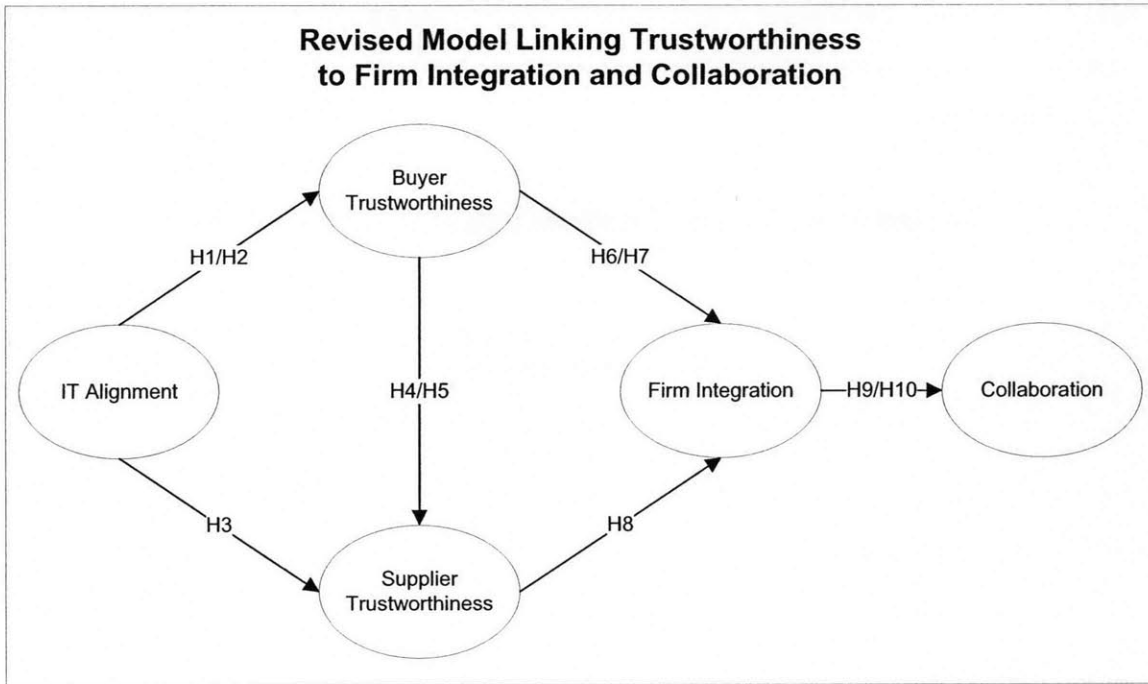 Revised Model Linking Trustworthiness
to Firm Integration and Collaboration
Buyer
Trustworthiness
H1/H2
H6/H7
IT Alignment
H4/H5
Firm Integration
H9/H10
Collaboration
H3
H8
Supplier
Trustworthiness